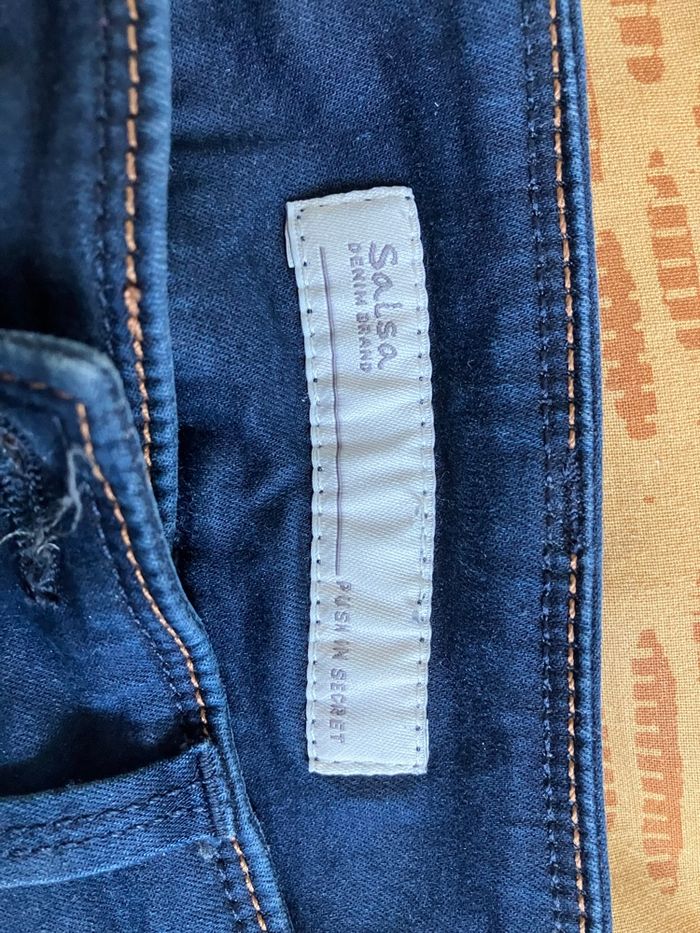 Salsa
DENIM BRAND
PUSH IN SECRET